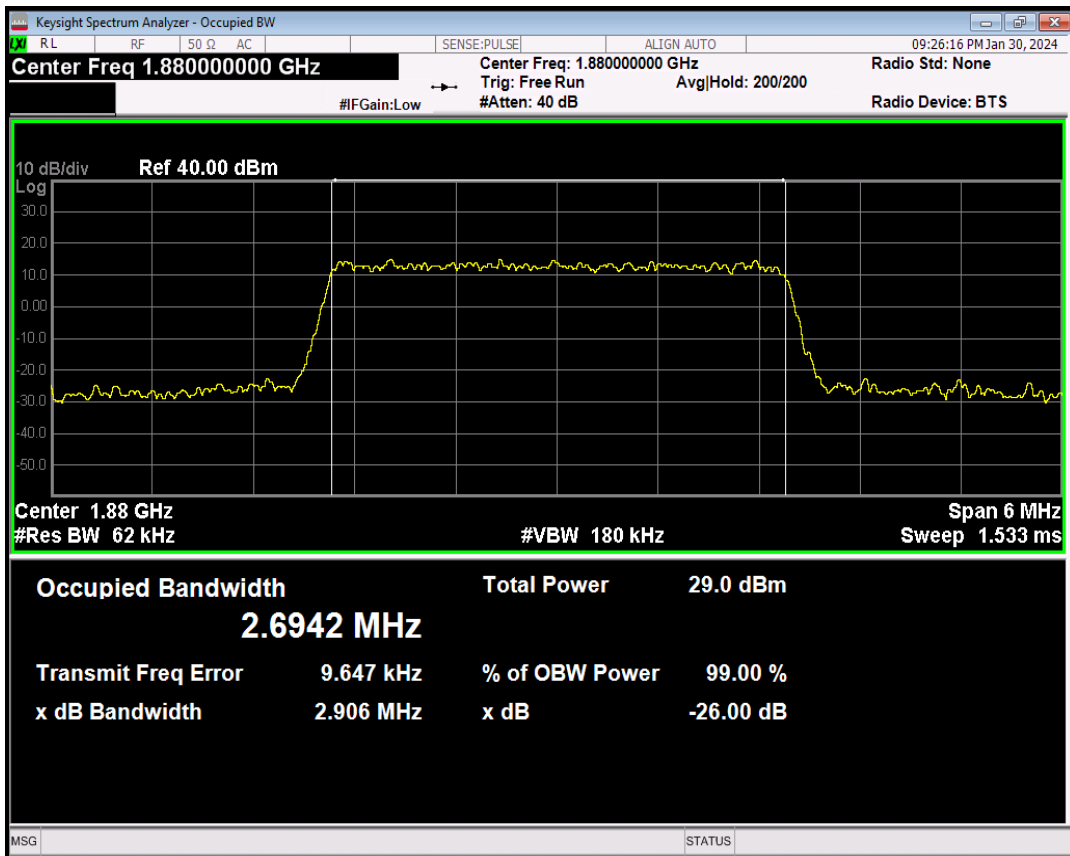 Keysight Spectrum Analyzer - Occupied BW
LXI RL RF 50 Ω AC SENSE:PULSE ALIGN AUTO 09:26:16 PM Jan 30, 2024
Center Freq 1.880000000 GHz Center Freq: 1.880000000 GHz Radio Std: None
Trig: Free Run Avg|Hold: 200/200
#IFGain:Low #Atten: 40 dB Radio Device: BTS
10 dB/div Ref 40.00 dBm
Log
30.0
20.0
10.0
0.00
-10.0
-20.0
-30.0
-40.0
-50.0
Center 1.88 GHz Span 6 MHz
#Res BW 62 kHz #VBW 180 kHz Sweep 1.533 ms
Occupied Bandwidth Total Power 29.0 dBm
2.6942 MHz
Transmit Freq Error 9.647 kHz % of OBW Power 99.00 %
x dB Bandwidth 2.906 MHz x dB -26.00 dB
MSG STATUS